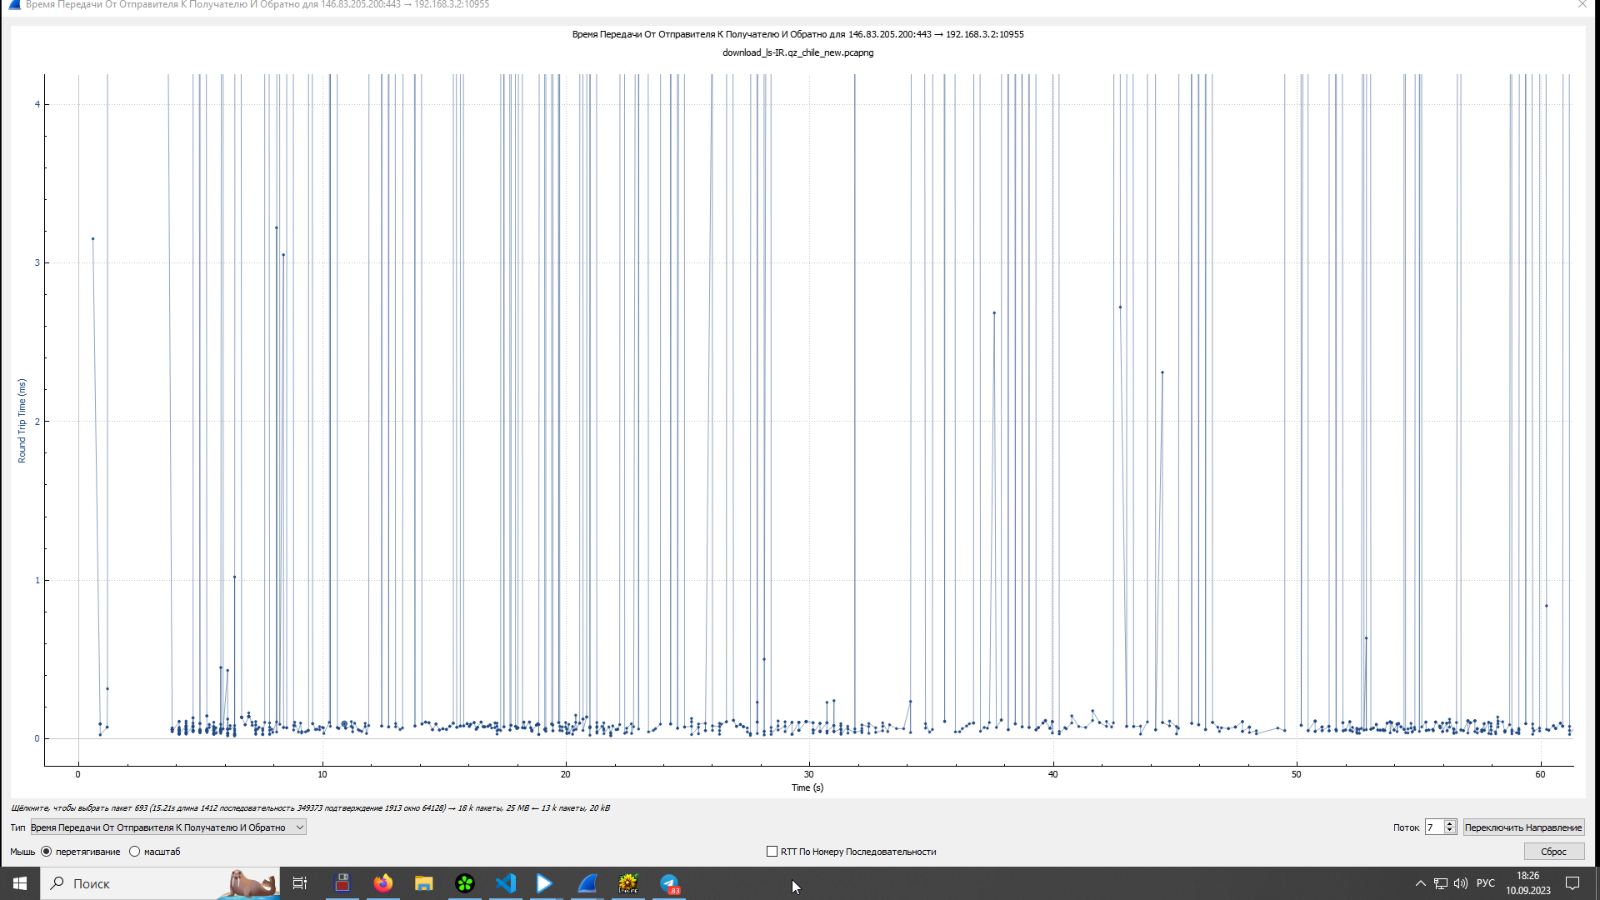 Время Передачи От Отправителя К Получателю И Обратно для 146.83.205.200:443 → 192.168.3.2:10955
Время Передачи От Отправителя К Получателю И Обратно для 146.83.205.200:443 → 192.168.3.2:10955
download_ls-lR.gz_chile_new.pcapng
4
3
2
1
0
Round Trip Time (ms)
0 10 20 30 40 50 60
Time (s)
Щёлкните, чтобы выбрать пакет 693 (15.21s длина 1412 последовательность 349373 подтверждение 1913 окно 64128) → 18 k пакеты, 25 MB ← 13 k пакеты, 20 kB
Тип Время Передачи От Отправителя К Получателю И Обратно
Поток 7 Переключить Направление
Мышь перетягивание масштаб
RTT По Номеру Последовательности
Сброс
Поиск
83
РУС
18:26
10.09.2023